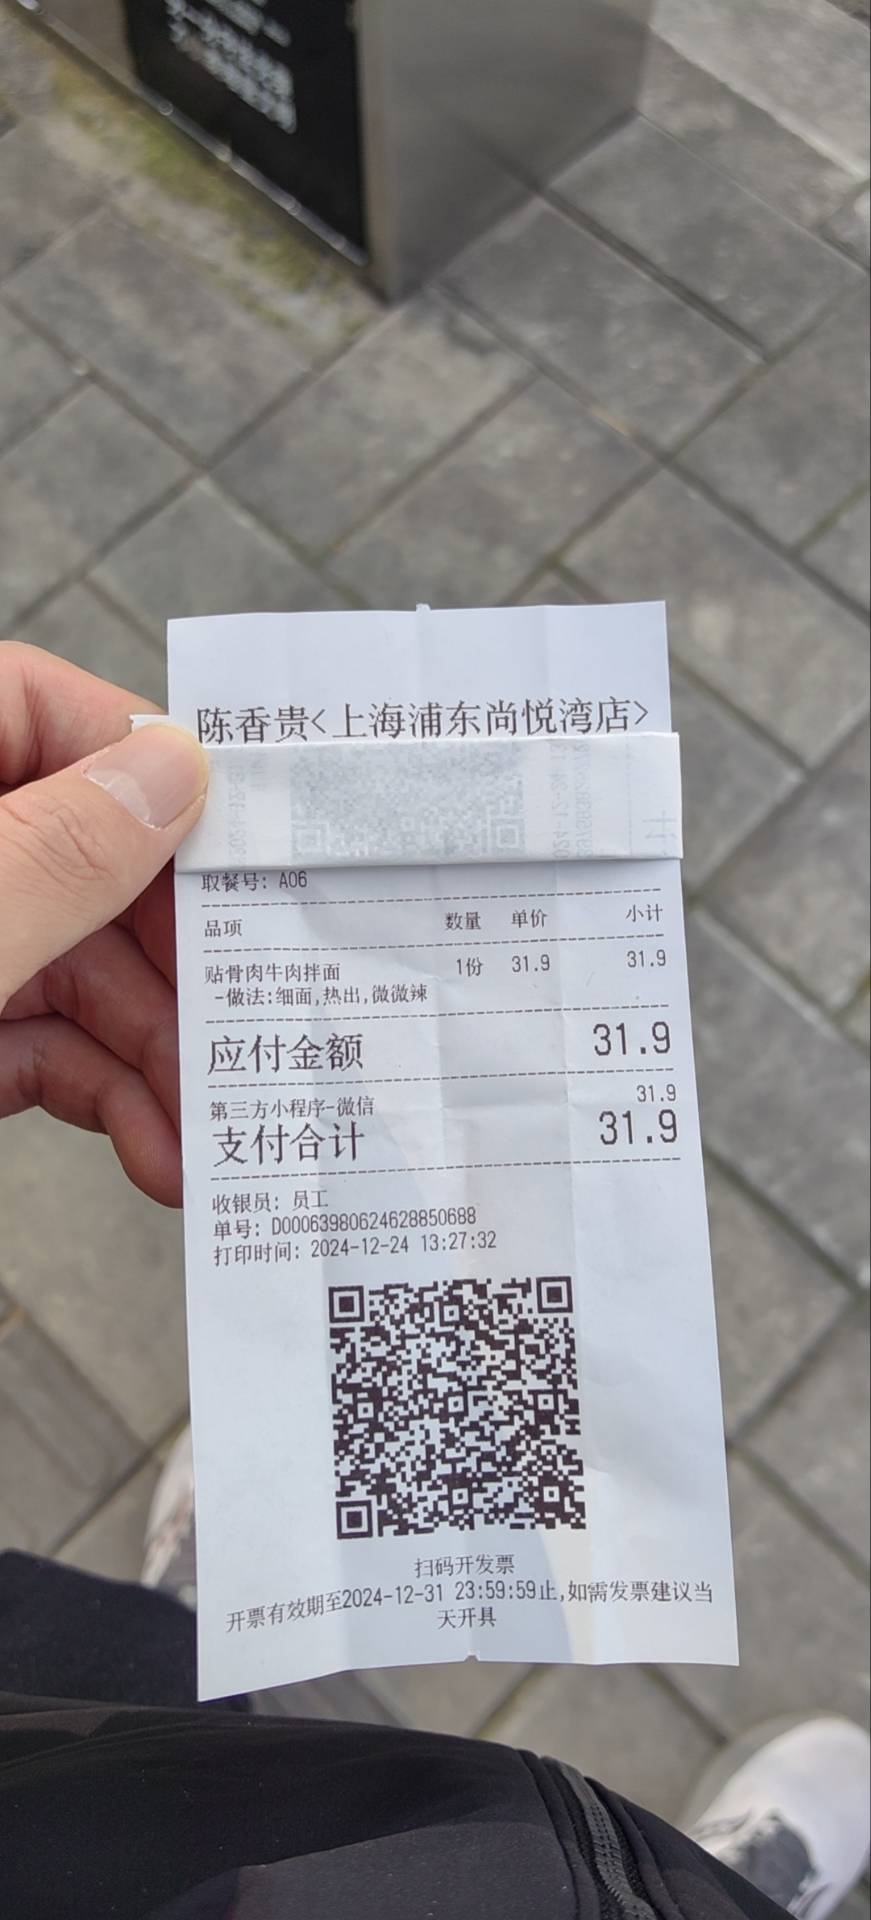 陈香贵<上海浦东尚悦湾店>
取餐号: A06
品项 数量 单价 小计
贴骨肉牛肉拌面 1份 31.9 31.9
-做法:细面,热出,微微辣
应付金额 31.9
第三方小程序-微信 31.9
支付合计 31.9
收银员: 员工
单号: D00063980624628850688
打印时间: 2024-12-24 13:27:32
扫码开发票
开票有效期至2024-12-31 23:59:59止,如需发票建议当
天开具